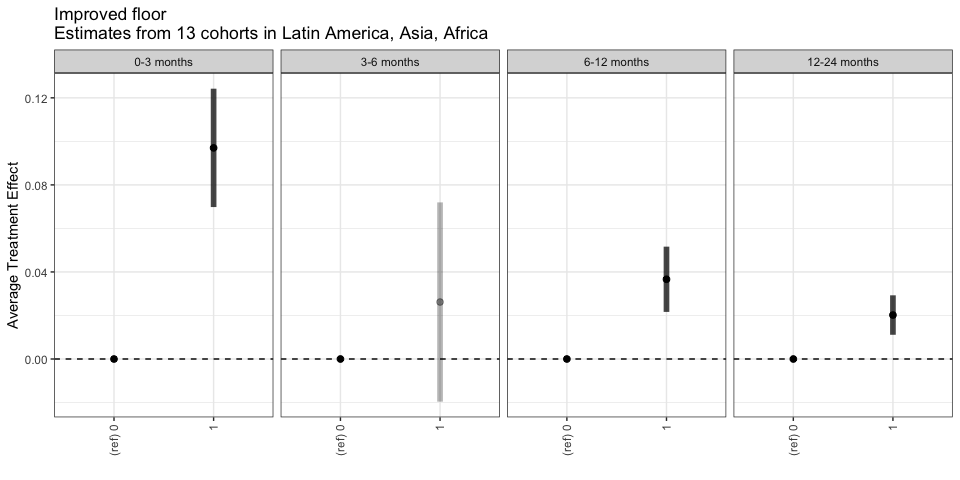 Improved floor
Estimates from 13 cohorts in Latin America, Asia, Africa
0-3 months
3-6 months
6-12 months
12-24 months
Average Treatment Effect
0.12
0.08
0.04
0.00
(ref) 0
1
(ref) 0
1
(ref) 0
1
(ref) 0
1